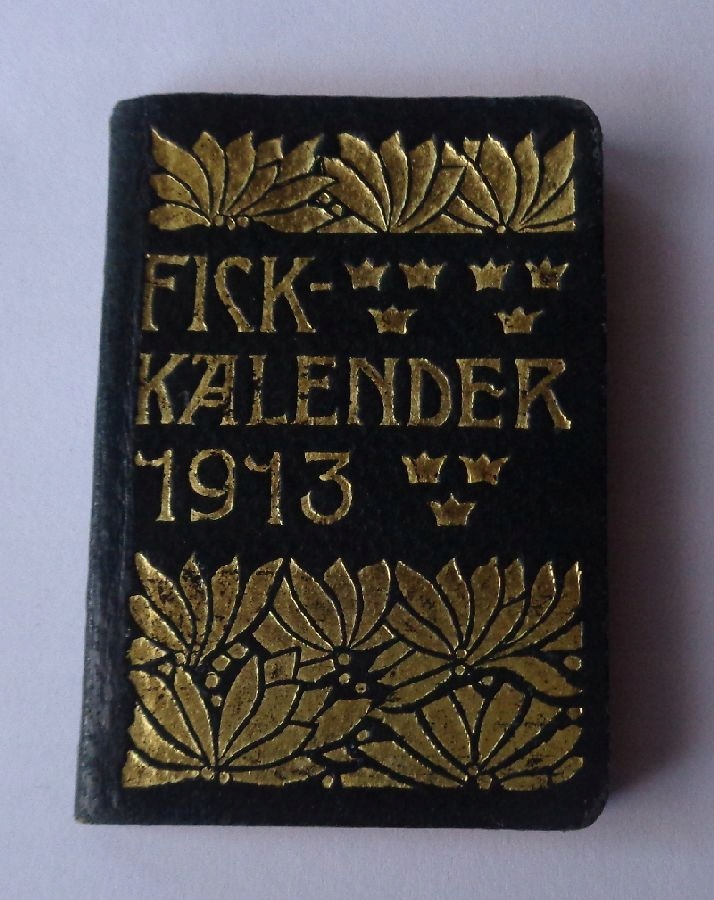 FICK-
KALENDER
1913